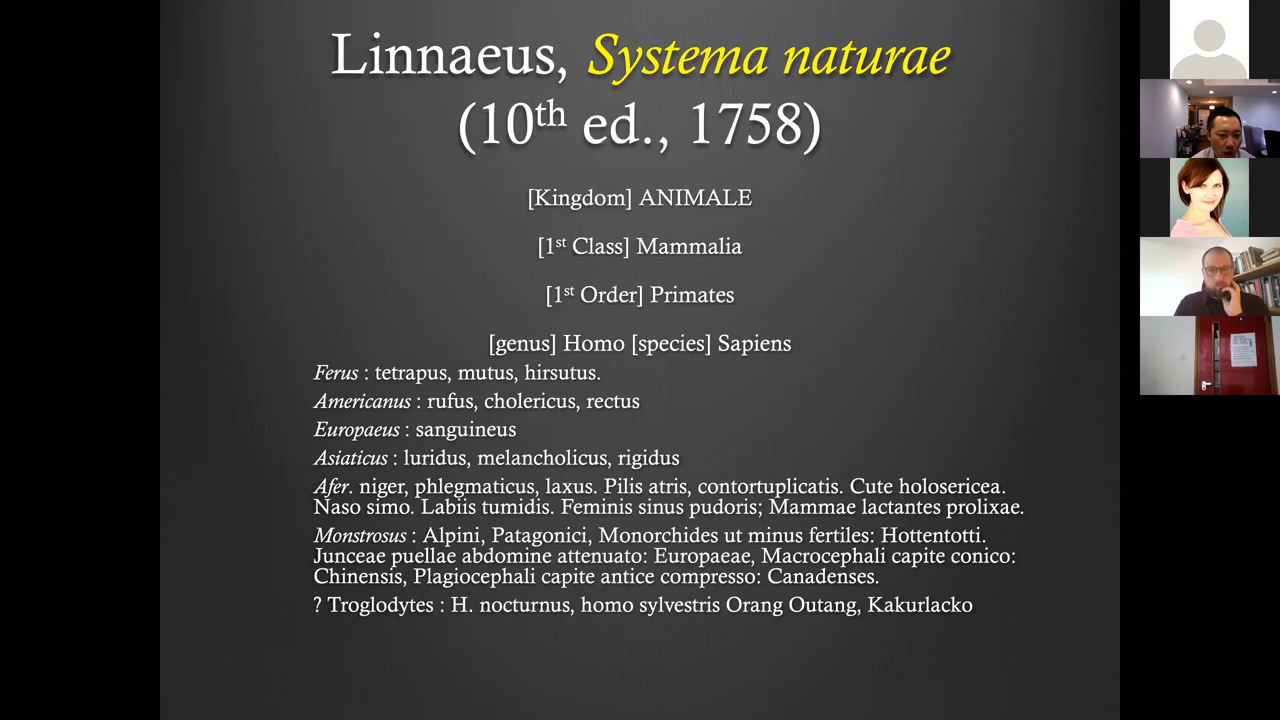 Linnaeus, Systema naturae
(10th ed., 1758)
[Kingdom] ANIMALE
[1st Class] Mammalia
[1st Order] Primates
[genus] Homo [species] Sapiens
Ferus : tetrapus, mutus, hirsutus.
Americanus : rufus, cholericus, rectus
Europaeus : sanguineus
Asiaticus : luridus, melancholicus, rigidus
Afer. niger, phlegmaticus, laxus. Pilis atris, contortuplicatis. Cute holosericea.
Naso simo. Labiis tumidis. Feminis sinus pudoris; Mammae lactantes prolixae.
Monstrosus : Alpini, Patagonici, Monorchides ut minus fertiles: Hottentotti.
Junceae puellae abdomine attenuato: Europaeae, Macrocephali capite conico:
Chinensis, Plagiocephali capite antice compresso: Canadenses.
? Troglodytes : H. nocturnus, homo sylvestris Orang Outang, Kakurlacko